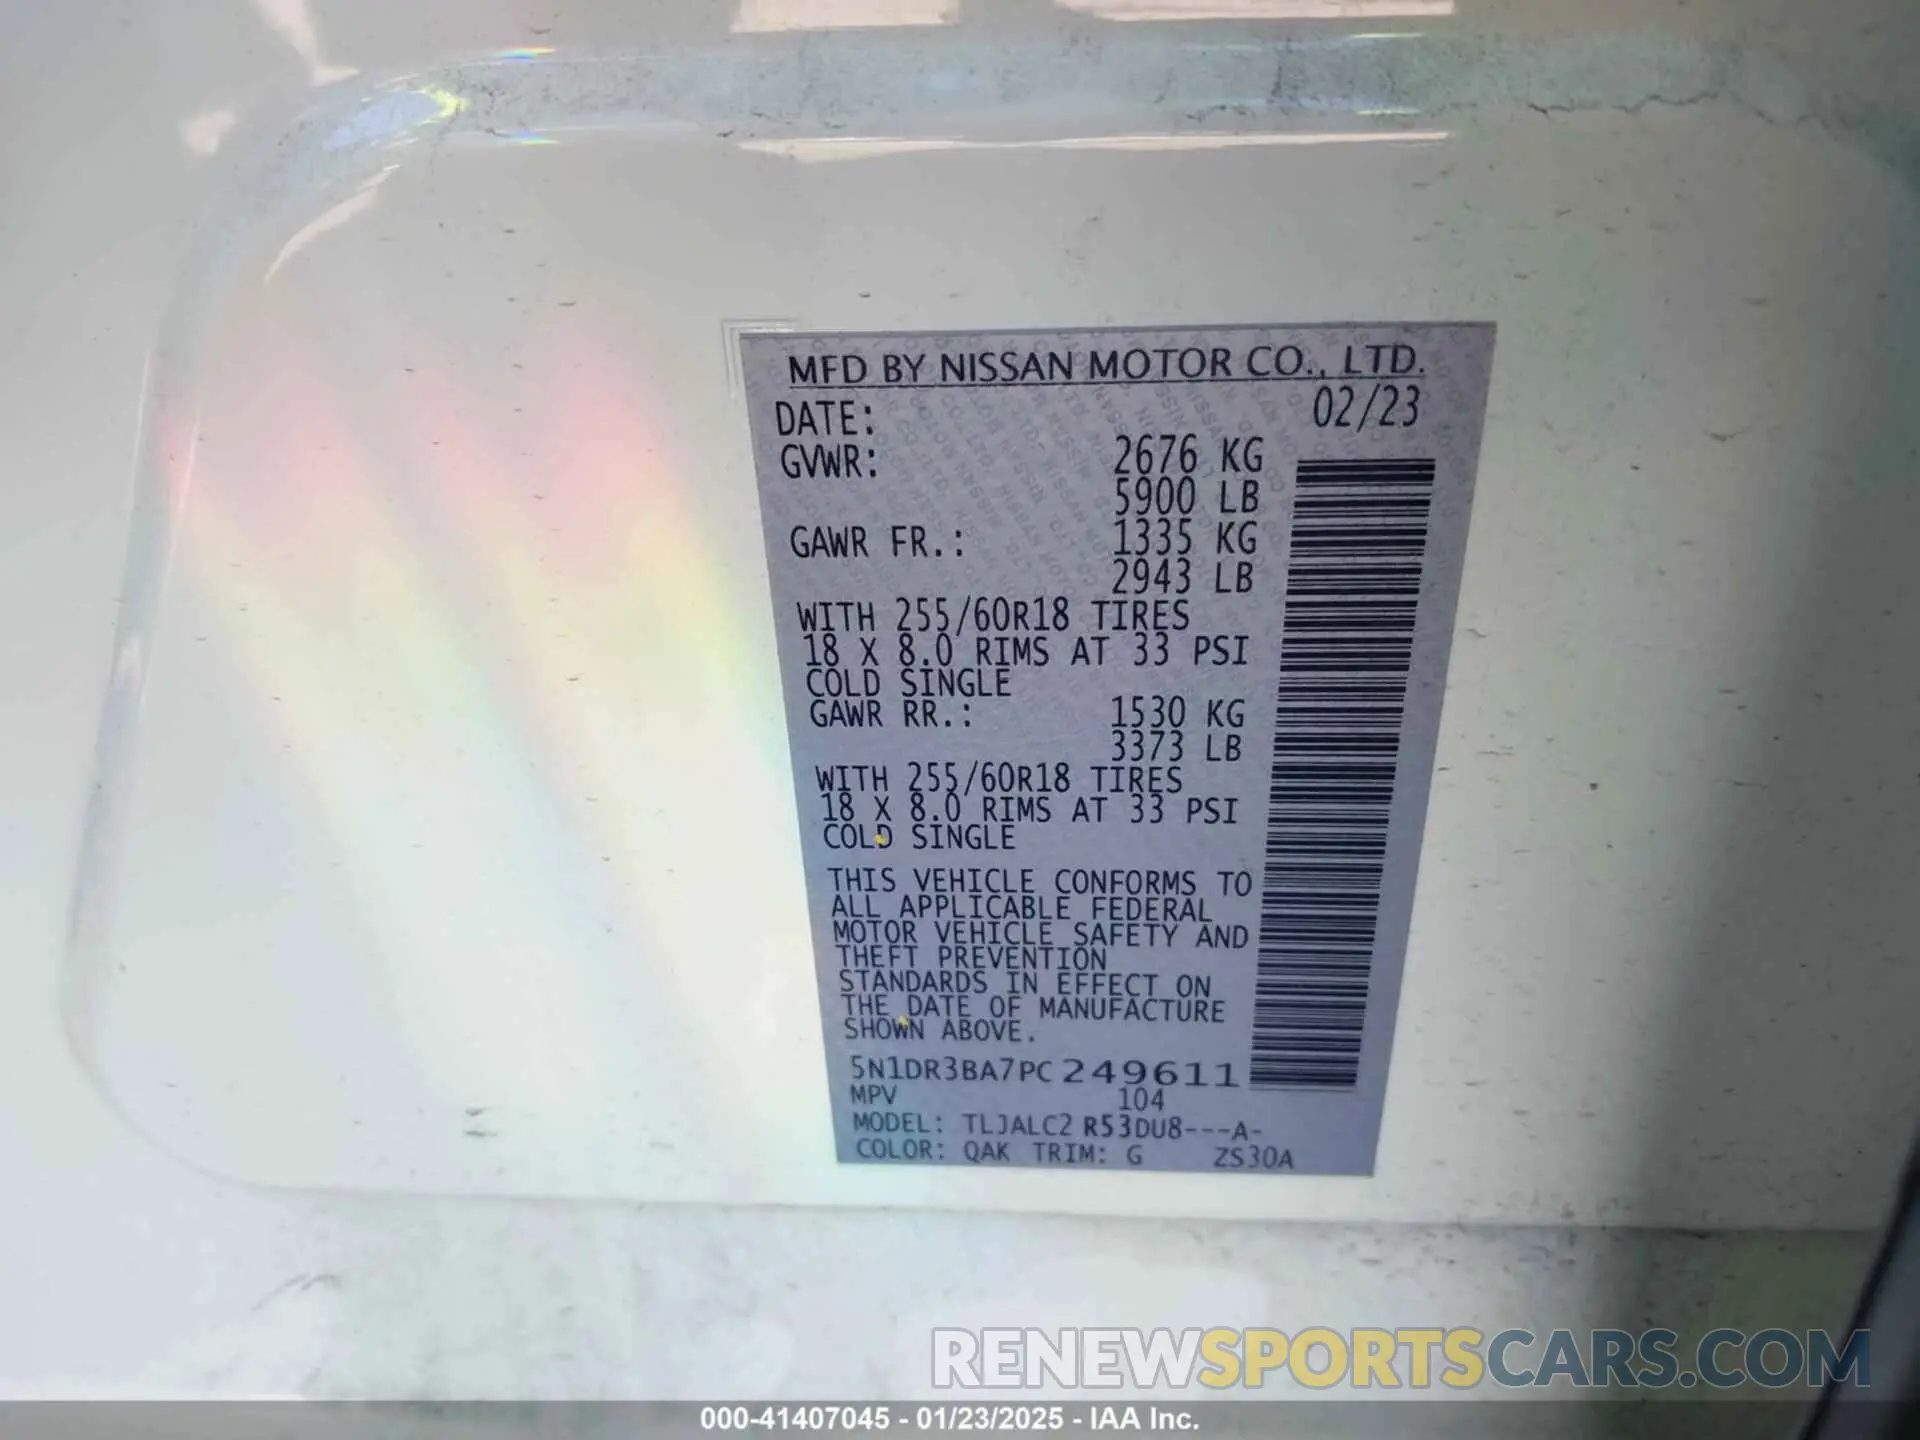 MFD BY NISSAN MOTOR CO., LTD.
DATE: 02/23
GVWR: 2676 KG
5900 LB
GAWR FR.: 1335 KG
2943 LB
WITH 255/60R18 TIRES
18 X 8.0 RIMS AT 33 PSI
COLD SINGLE
GAWR RR.: 1530 KG
3373 LB
WITH 255/60R18 TIRES
18 X 8.0 RIMS AT 33 PSI
COLD SINGLE
THIS VEHICLE CONFORMS TO
ALL APPLICABLE FEDERAL
MOTOR VEHICLE SAFETY AND
THEFT PREVENTION
STANDARDS IN EFFECT ON
THE DATE OF MANUFACTURE
SHOWN ABOVE.
5N1DR3BA7PC249611
MPV 104
MODEL: TLJALC2 R53DU8---A-
COLOR: QAK TRIM: G ZS30A
RENEWSPORTSCARS.COM
000-41407045 - 01/23/2025 - IAA Inc.